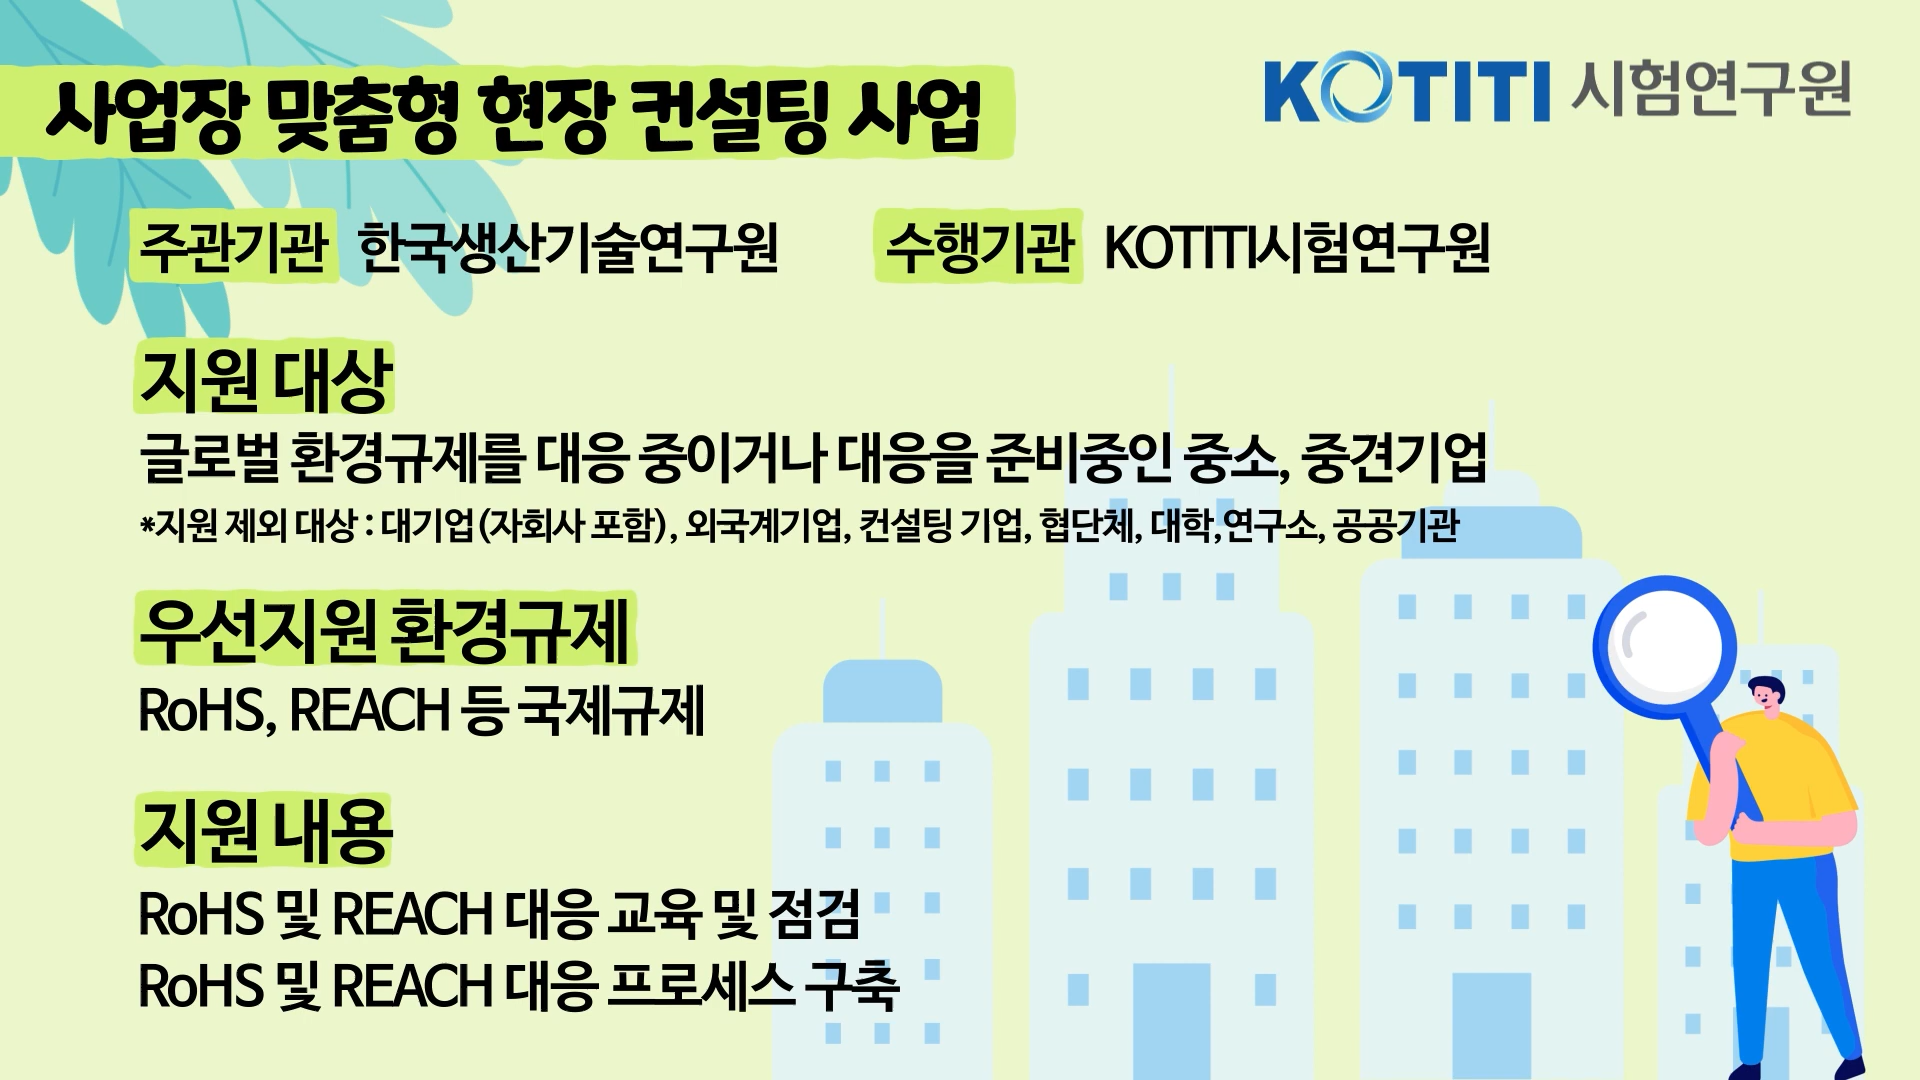 사업장 맞춤형 현장 컨설팅 사업
KOTITI 시험연구원
주관기관 한국생산기술연구원 수행기관 KOTITI시험연구원
지원 대상
글로벌 환경규제를 대응 중이거나 대응을 준비중인 중소, 중견기업
*지원 제외 대상 : 대기업(자회사 포함), 외국계기업, 컨설팅 기업, 협단체, 대학,연구소, 공공기관
우선지원 환경규제
RoHS, REACH 등 국제규제
지원 내용
RoHS 및 REACH 대응 교육 및 점검
RoHS 및 REACH 대응 프로세스 구축